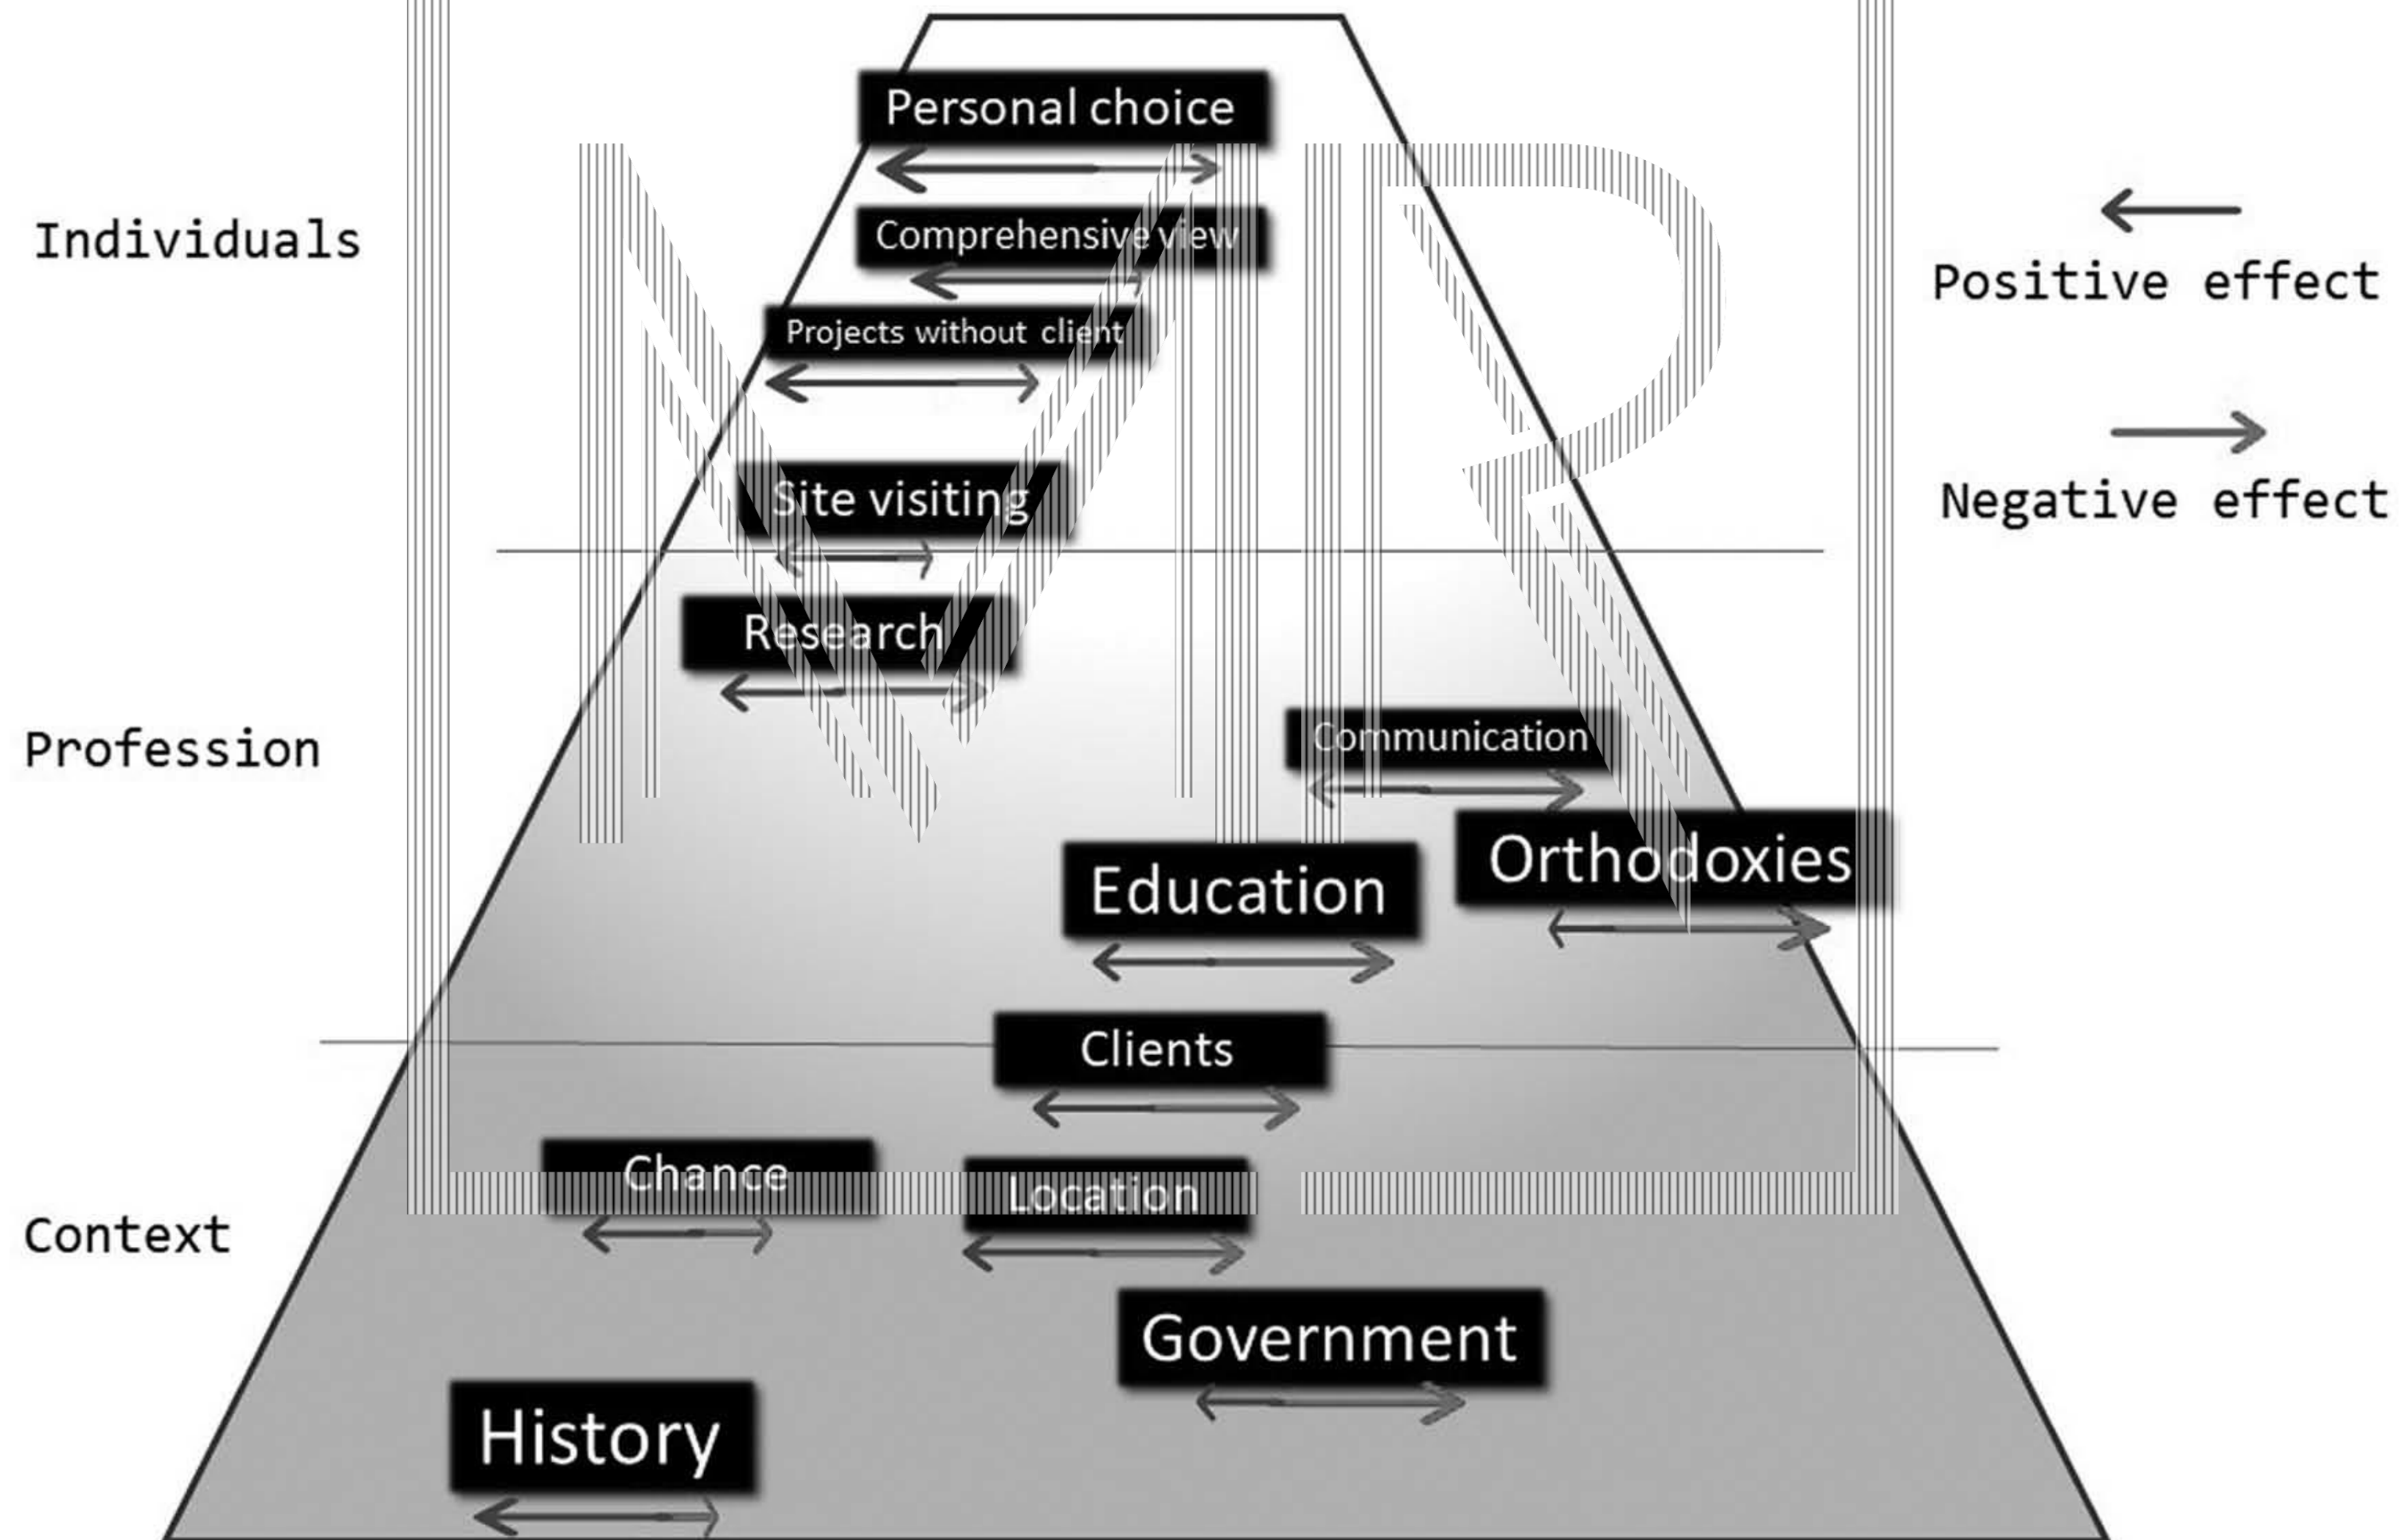 Personal choice
Comprehensive view
Individuals
Projects without client
Positive effect
Site visiting
Negative effect
Research
Profession
Communication
Orthodoxies
Education
Clients
Chance
Location
Context
Government
History